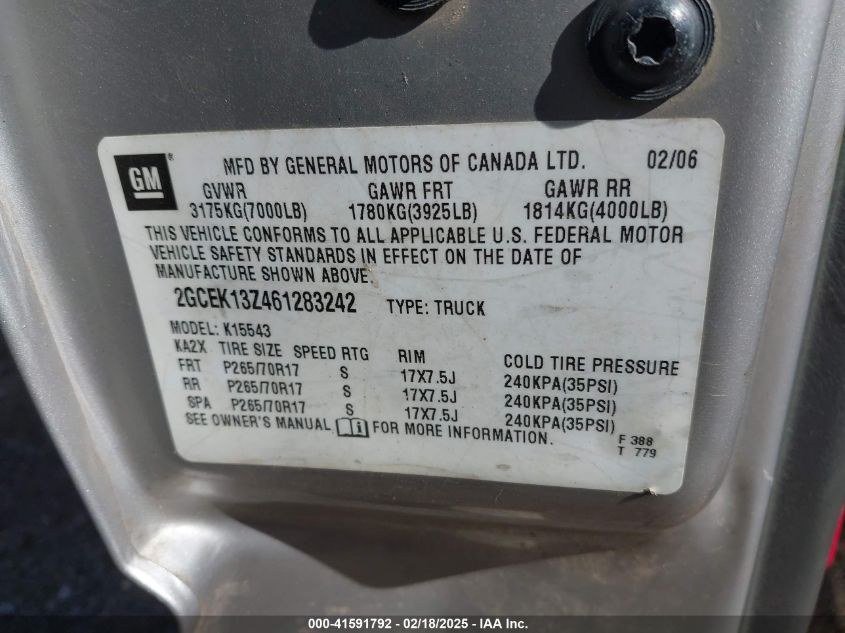 GM ® MFD BY GENERAL MOTORS OF CANADA LTD. 02/06
GVWR GAWR FRT GAWR RR
3175KG(7000LB) 1780KG(3925LB) 1814KG(4000LB)
THIS VEHICLE CONFORMS TO ALL APPLICABLE U.S. FEDERAL MOTOR
VEHICLE SAFETY STANDARDS IN EFFECT ON THE DATE OF
MANUFACTURE SHOWN ABOVE.
2GCEK13Z461283242 TYPE: TRUCK
MODEL: K15543
KA2X TIRE SIZE SPEED RTG RIM COLD TIRE PRESSURE
FRT P265/70R17 S 17X7.5J 240KPA(35PSI)
RR P265/70R17 S 17X7.5J 240KPA(35PSI)
SPA P265/70R17 S 17X7.5J 240KPA(35PSI)
SEE OWNER'S MANUAL FOR MORE INFORMATION.
F 388
T 779
000-41591792 - 02/18/2025 - IAAI Inc.